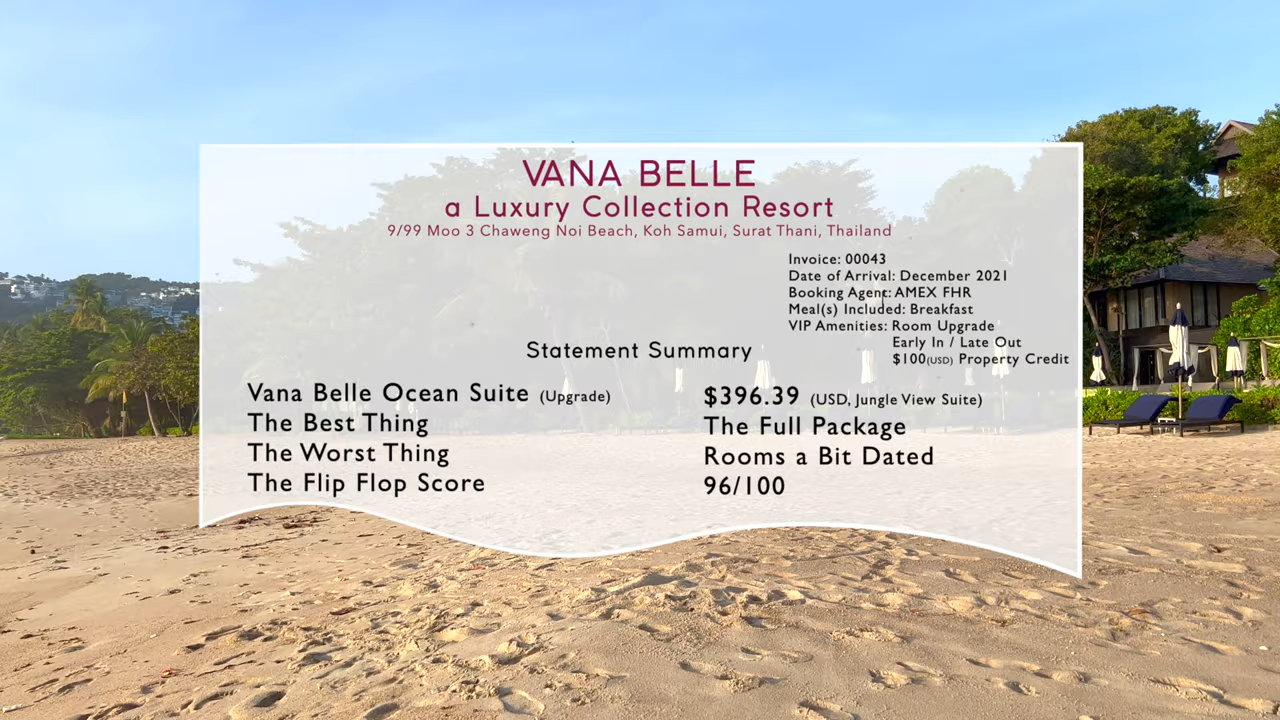 VANA BELLE
a Luxury Collection Resort
9/99 Moo 3 Chaweng Noi Beach, Koh Samui, Surat Thani, Thailand
Invoice: 00043
Date of Arrival: December 2021
Booking Agent: AMEX FHR
Meal(s) Included: Breakfast
VIP Amenities: Room Upgrade
Early In / Late Out
$100(USD) Property Credit
Statement Summary
Vana Belle Ocean Suite (Upgrade) $396.39 (USD, Jungle View Suite)
The Best Thing The Full Package
The Worst Thing Rooms a Bit Dated
The Flip Flop Score 96/100